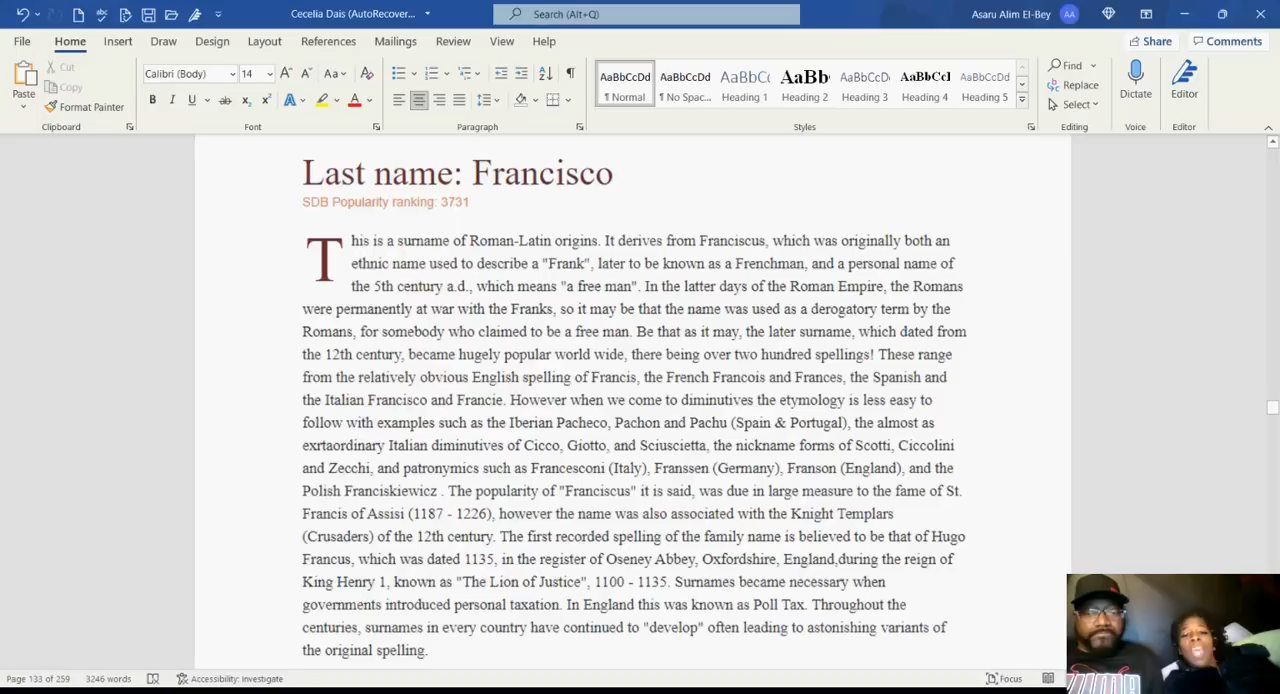 Cecelia Dais (AutoRecover...
Search (Alt+Q)
Asaru Alim El-Bey
AA
File Home Insert Draw Design Layout References Mailings Review View Help
Share
Comments
Paste
Cut
Copy
Format Painter
Clipboard
Calibri (Body) 14
Font
Paragraph
AaBbCcDd AaBbCcDd AaBbCc AaBb AaBbCcDd AaBbCcI AaBbCcDd
¶ Normal ¶ No Spac... Heading 1 Heading 2 Heading 3 Heading 4 Heading 5
Styles
Find
Replace
Select
Editing
Dictate
Voice
Editor
Editor
Last name: Francisco
SDB Popularity ranking: 3731
This is a surname of Roman-Latin origins. It derives from Franciscus, which was originally both an
ethnic name used to describe a "Frank", later to be known as a Frenchman, and a personal name of
the 5th century a.d., which means "a free man". In the latter days of the Roman Empire, the Romans
were permanently at war with the Franks, so it may be that the name was used as a derogatory term by the
Romans, for somebody who claimed to be a free man. Be that as it may, the later surname, which dated from
the 12th century, became hugely popular world wide, there being over two hundred spellings! These range
from the relatively obvious English spelling of Francis, the French Francois and Frances, the Spanish and
the Italian Francisco and Francie. However when we come to diminutives the etymology is less easy to
follow with examples such as the Iberian Pacheco, Pachon and Pachu (Spain & Portugal), the almost as
exrtaordinary Italian diminutives of Cicco, Giotto, and Sciuscietta, the nickname forms of Scotti, Ciccolini
and Zecchi, and patronymics such as Francesconi (Italy), Franssen (Germany), Franson (England), and the
Polish Franciskiewicz . The popularity of "Franciscus" it is said, was due in large measure to the fame of St.
Francis of Assisi (1187 - 1226), however the name was also associated with the Knight Templars
(Crusaders) of the 12th century. The first recorded spelling of the family name is believed to be that of Hugo
Francus, which was dated 1135, in the register of Oseney Abbey, Oxfordshire, England,during the reign of
King Henry 1, known as "The Lion of Justice", 1100 - 1135. Surnames became necessary when
governments introduced personal taxation. In England this was known as Poll Tax. Throughout the
centuries, surnames in every country have continued to "develop" often leading to astonishing variants of
the original spelling.
Page 133 of 259 3246 words Accessibility: Investigate
Focus